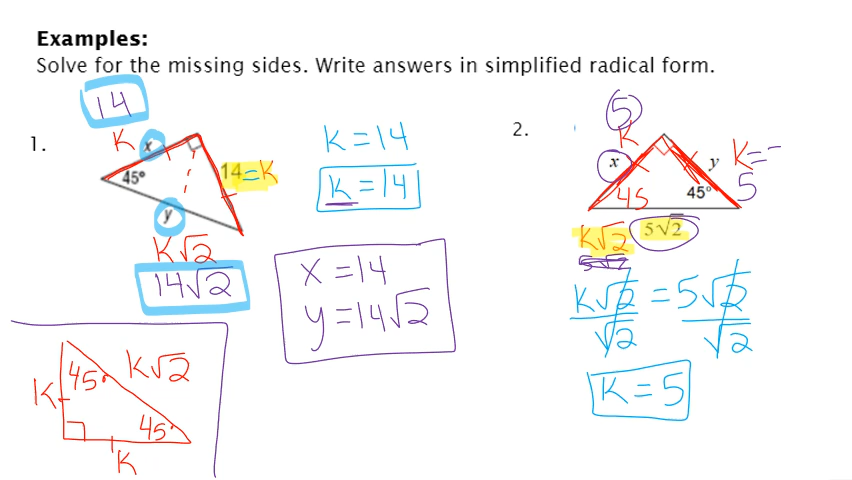 Examples:
Solve for the missing sides. Write answers in simplified radical form.
1.
14
K
x
45°
14 = K
y
K√2
14√2
K = 14
K = 14
x = 14
y = 14√2
45°
K√2
K
45°
K
2.
5
K
x
y
K =
5
45
45°
K√2
5√2
K√2 = 5√2
√2 √2
K = 5